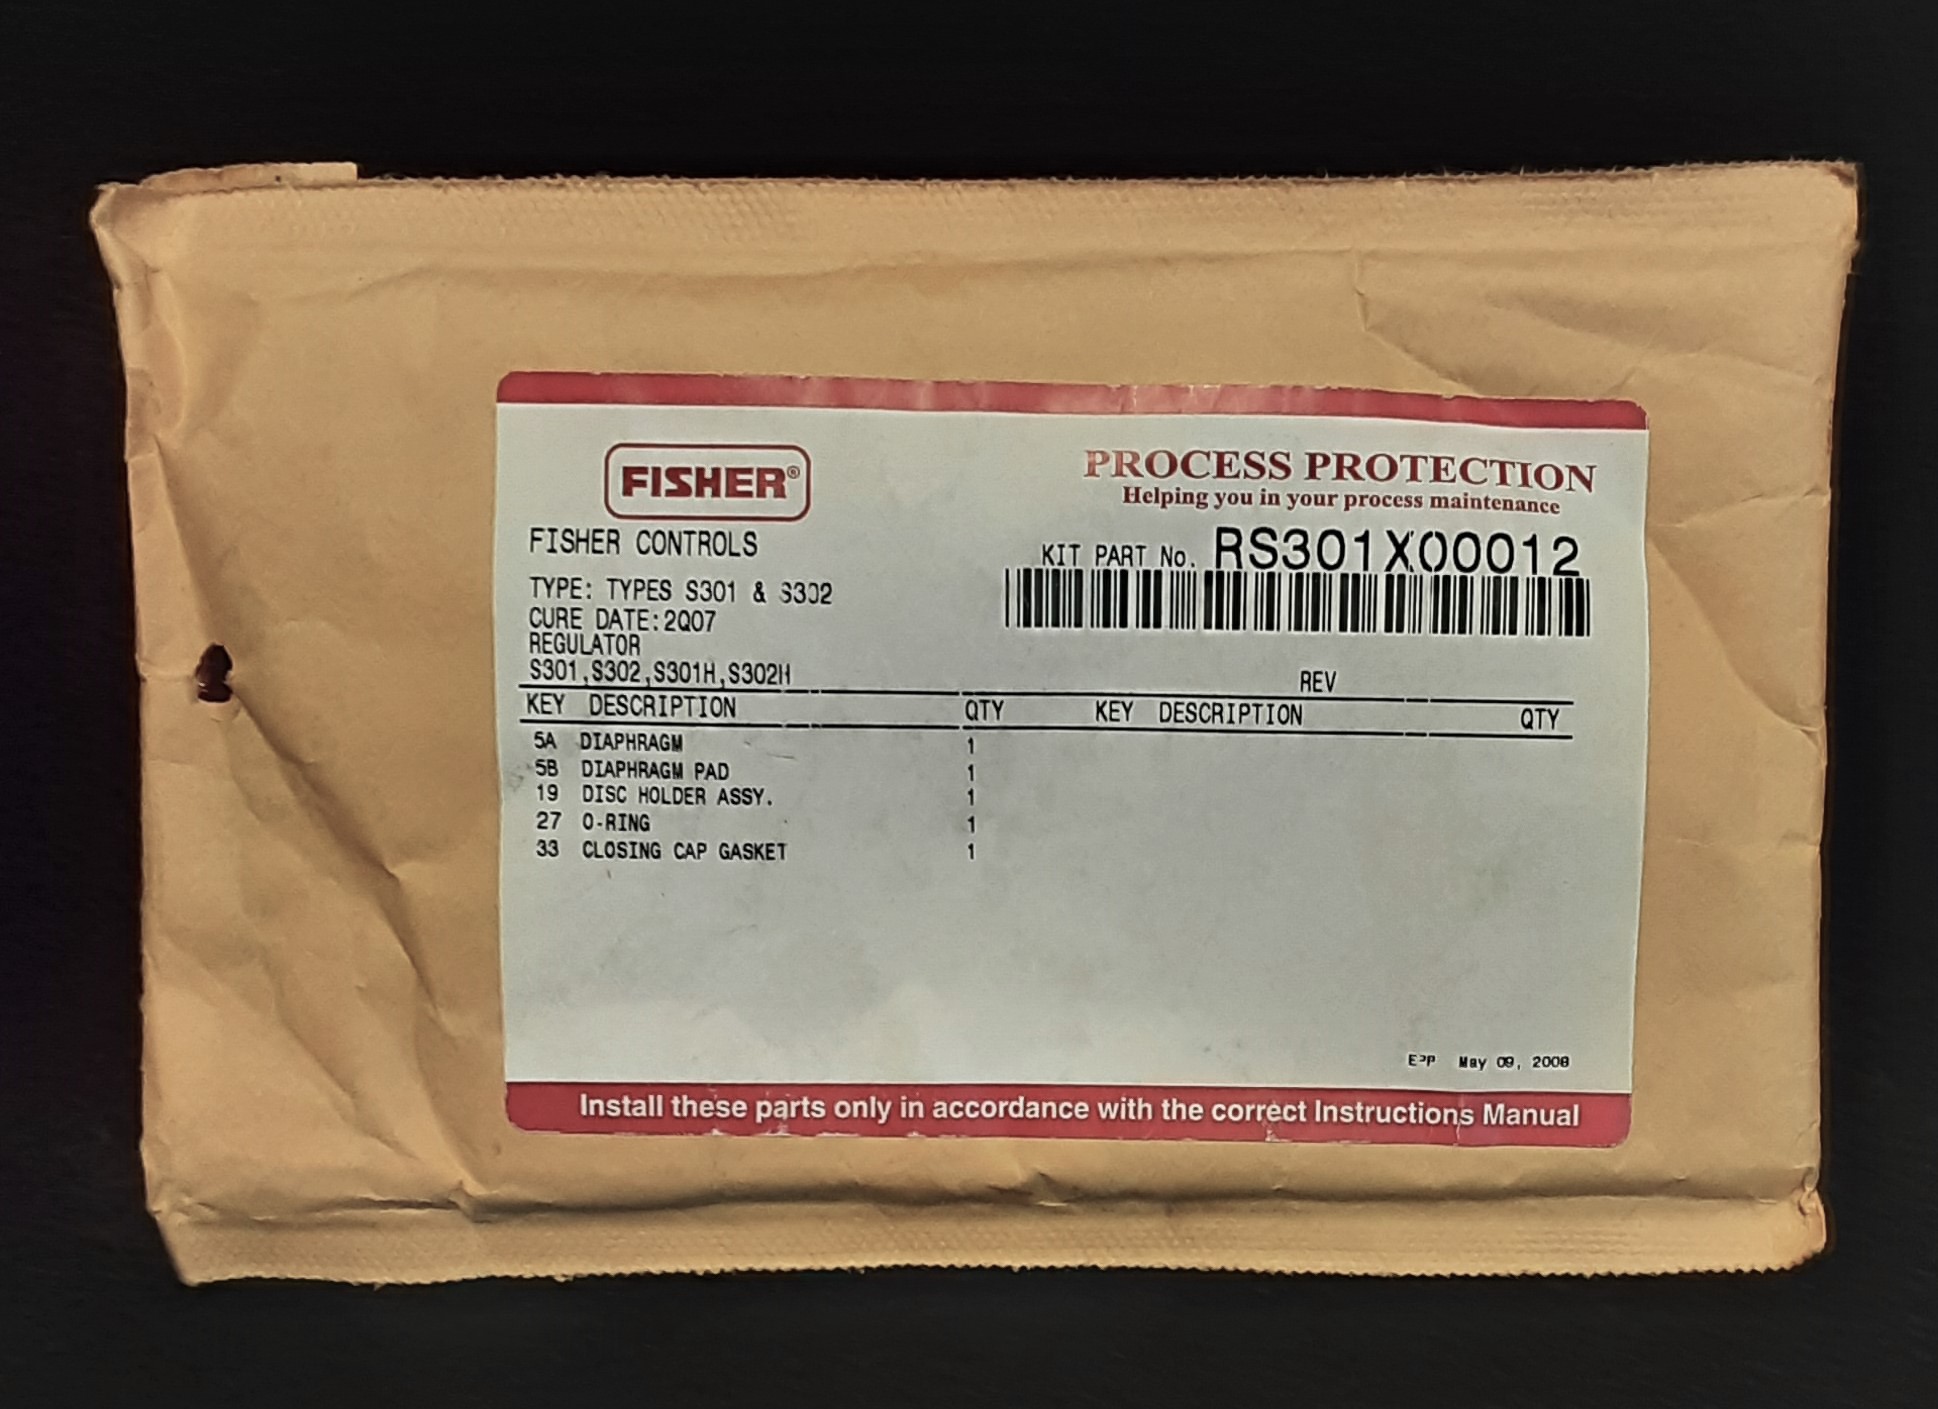 FISHER®
PROCESS PROTECTION
Helping you in your process maintenance
FISHER CONTROLS
KIT PART No. RS301X00012
TYPE: TYPES S301 & S302
CURE DATE:2Q07
REGULATOR
S301,S302,S301H,S302H
REV
KEY DESCRIPTION QTY KEY DESCRIPTION QTY
5A DIAPHRAGM 1
5B DIAPHRAGM PAD 1
19 DISC HOLDER ASSY. 1
27 O-RING 1
33 CLOSING CAP GASKET 1
May 09, 2008
Install these parts only in accordance with the correct Instructions Manual